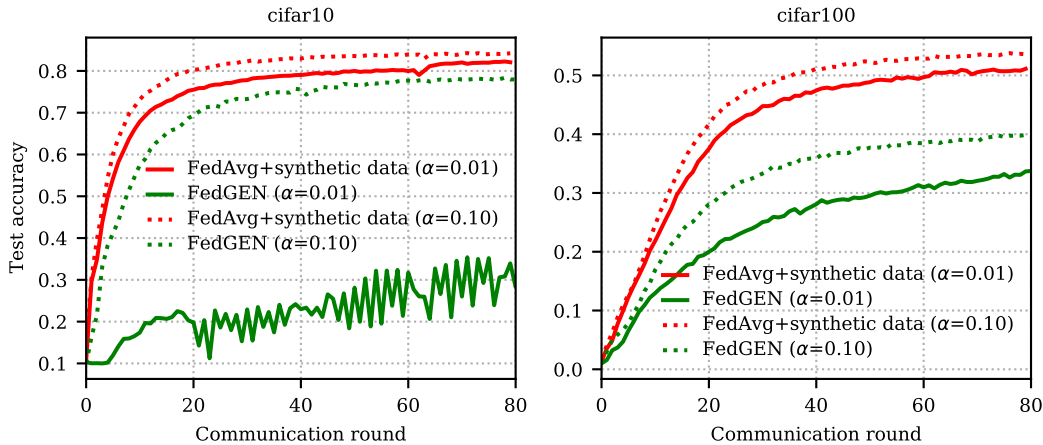 cifar10
Test accuracy
0.8
0.7
0.6
0.5
0.4
0.3
0.2
0.1
FedAvg+synthetic data (α=0.01)
FedGEN (α=0.01)
FedAvg+synthetic data (α=0.10)
FedGEN (α=0.10)
0 20 40 60 80
Communication round
cifar100
0.5
0.4
0.3
0.2
0.1
0.0
FedAvg+synthetic data (α=0.01)
FedGEN (α=0.01)
FedAvg+synthetic data (α=0.10)
FedGEN (α=0.10)
0 20 40 60 80
Communication round